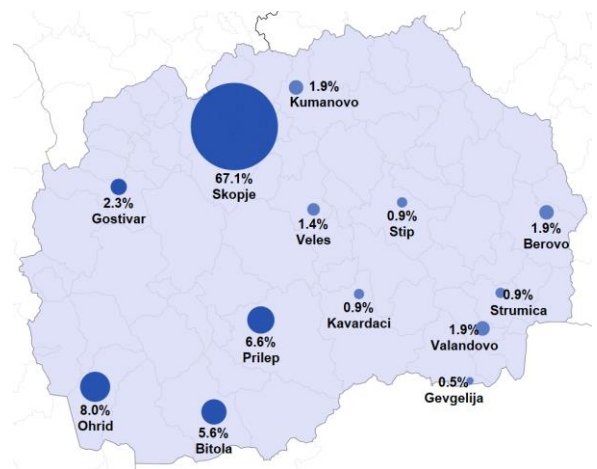 1.9%
Kumanovo
67.1%
Skopje
2.3%
Gostivar
1.4%
Veles
0.9%
Stip
1.9%
Berovo
0.9%
Kavardaci
0.9%
Strumica
1.9%
Valandovo
6.6%
Prilep
0.5%
Gevgelija
8.0%
Ohrid
5.6%
Bitola